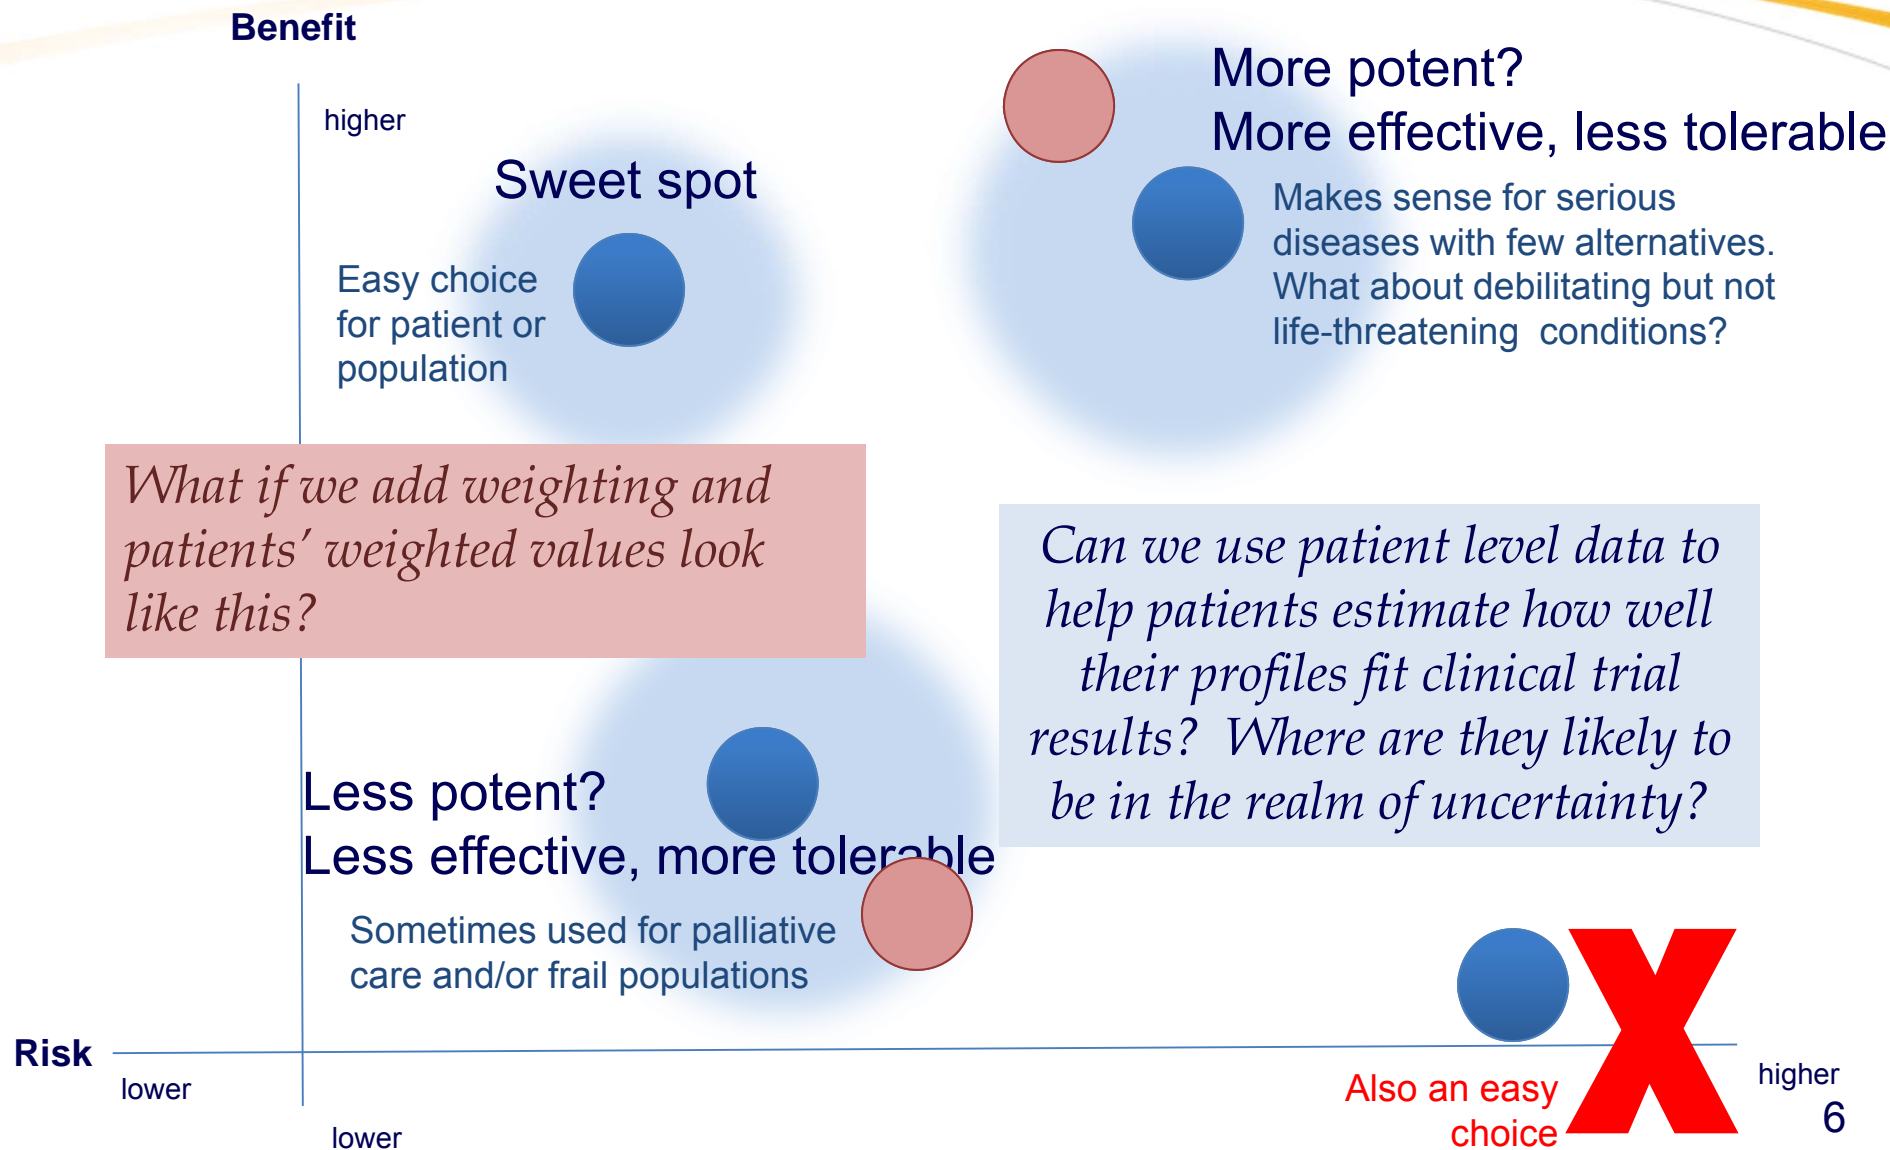 Benefit
higher
More potent?
More effective, less tolerable
Sweet spot
Makes sense for serious
diseases with few alternatives.
What about debilitating but not
life-threatening  conditions?
Easy choice
for patient or
population
What if we add weighting and
patients’ weighted values look
like this?
Can we use patient level data to
help patients estimate how well
their profiles fit clinical trial
results?  Where are they likely to
be in the realm of uncertainty?
Less potent?
Less effective, more tolerable
Sometimes used for palliative
care and/or frail populations
X
Risk
lower
higher
Also an easy
choice
lower
6